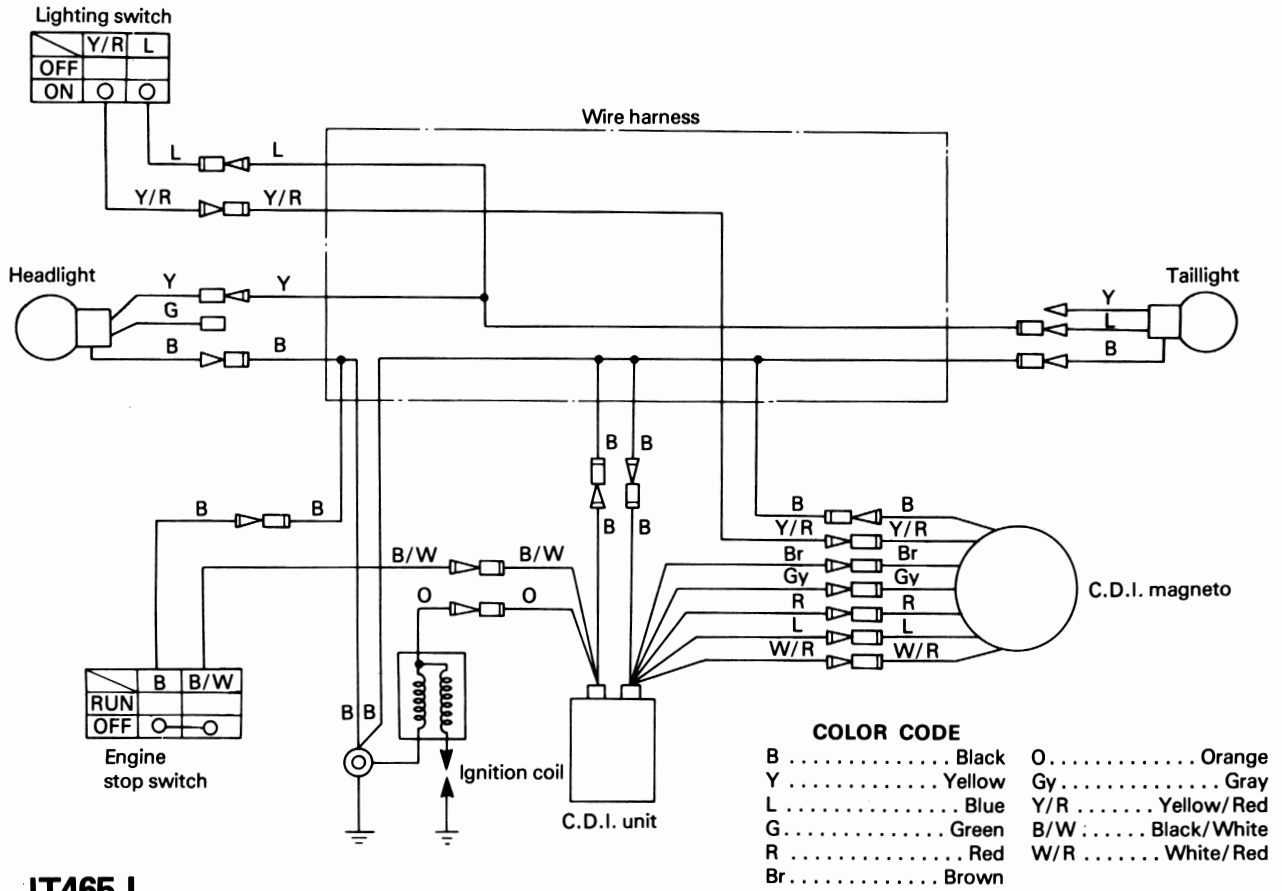 Lighting switch
Y/R L
OFF
ON
Wire harness
L L
Y/R Y/R
Headlight
Y Y
G
B B
Taillight
Y
L
B
B B
B B
B B
B/W B/W
O O
B B
Y/R Y/R
Br Br
Gy Gy
R R
L L
W/R W/R
C.D.I. magneto
B B/W
RUN
OFF
Engine
stop switch
B B
Ignition coil
C.D.I. unit
COLOR CODE
B .............. Black
Y .............. Yellow
L .............. Blue
G .............. Green
R .............. Red
Br .............. Brown
O ............. Orange
Gy ............. Gray
Y/R ....... Yellow/Red
B/W ....... Black/White
W/R ....... White/Red
IT465J